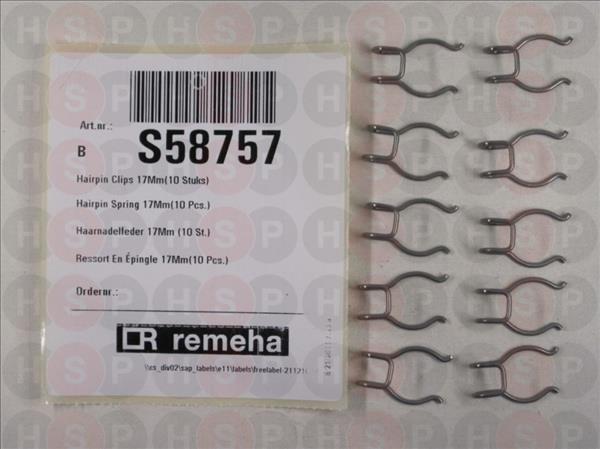 Art.nr.:
B S58757
Hairpin Clips 17Mm(10 Stuks)
Hairpin Spring 17Mm(10 Pcs.)
Haarnadelfeder 17Mm (10 St.)
Ressort En Épingle 17Mm(10 Pcs.)
Ordernr.:
remeha
HSP